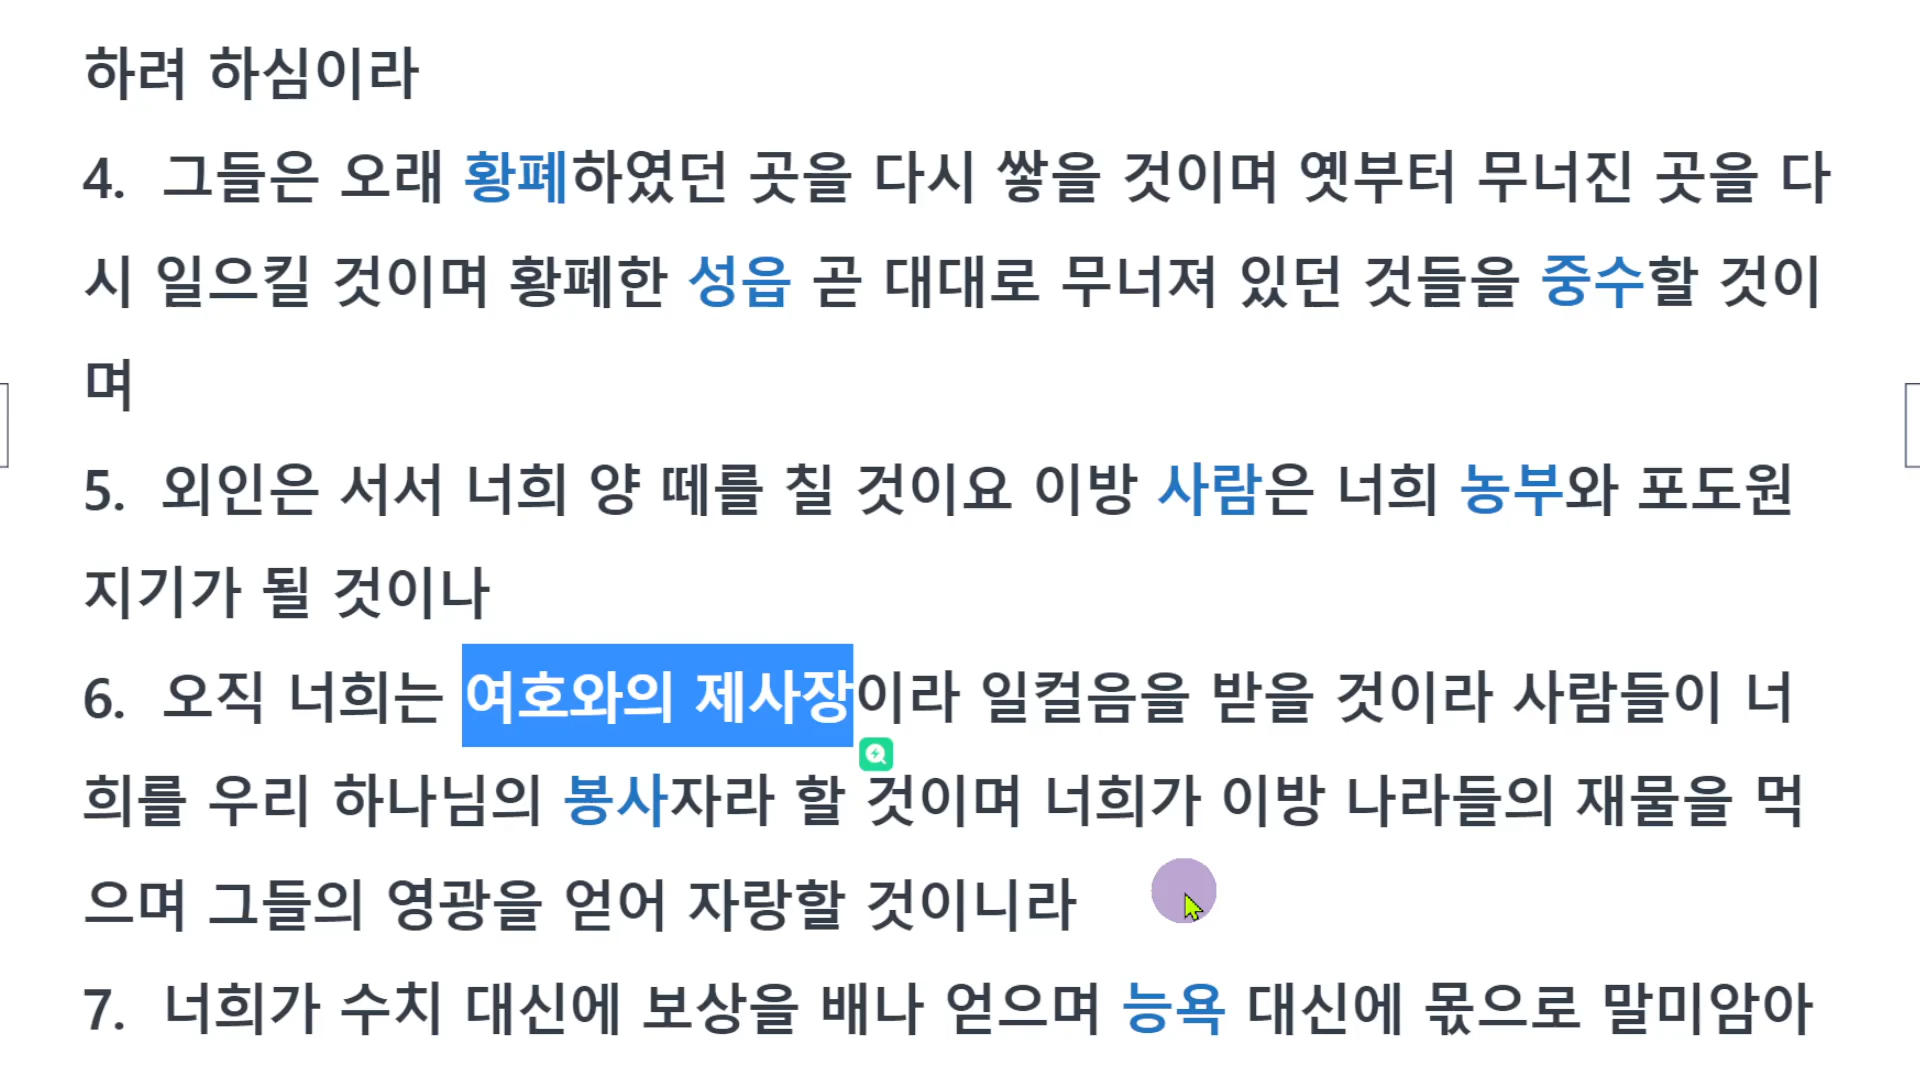 하려 하심이라
4. 그들은 오래 황폐하였던 곳을 다시 쌓을 것이며 옛부터 무너진 곳을 다
시 일으킬 것이며 황폐한 성읍 곧 대대로 무너져 있던 것들을 중수할 것이
며
5. 외인은 서서 너희 양 떼를 칠 것이요 이방 사람은 너희 농부와 포도원
지기가 될 것이나
6. 오직 너희는 여호와의 제사장이라 일컬음을 받을 것이라 사람들이 너
희를 우리 하나님의 봉사자라 할 것이며 너희가 이방 나라들의 재물을 먹
으며 그들의 영광을 얻어 자랑할 것이니라
7. 너희가 수치 대신에 보상을 배나 얻으며 능욕 대신에 몫으로 말미암아